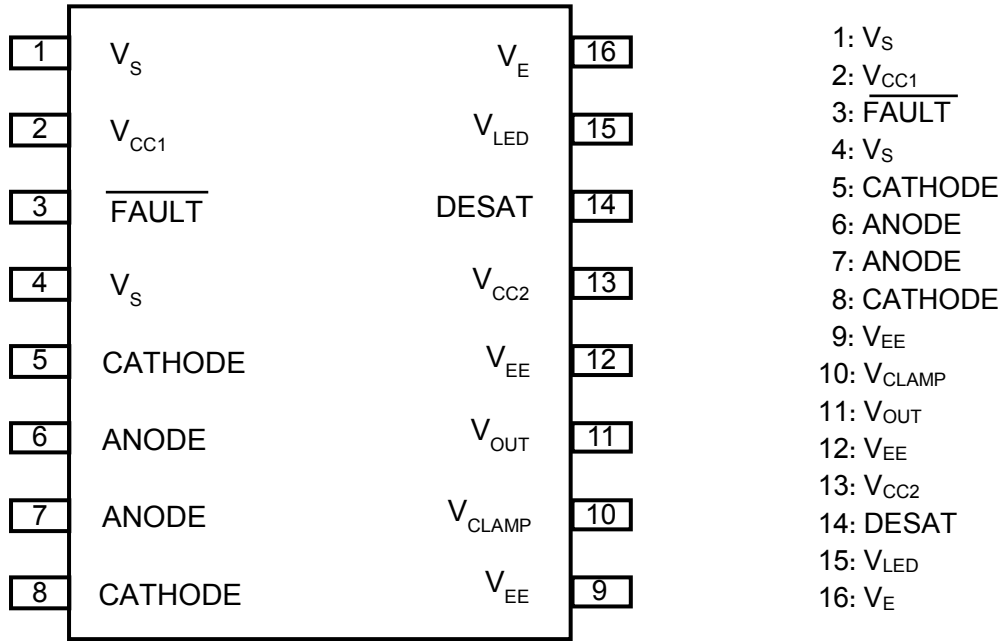 1 V_S V_E 16
2 V_CC1 V_LED 15
3 F̅A̅U̅L̅T̅ DESAT 14
4 V_S V_CC2 13
5 CATHODE V_EE 12
6 ANODE V_OUT 11
7 ANODE V_CLAMP 10
8 CATHODE V_EE 9
1: V_S
2: V_CC1
3: F̅A̅U̅L̅T̅
4: V_S
5: CATHODE
6: ANODE
7: ANODE
8: CATHODE
9: V_EE
10: V_CLAMP
11: V_OUT
12: V_EE
13: V_CC2
14: DESAT
15: V_LED
16: V_E